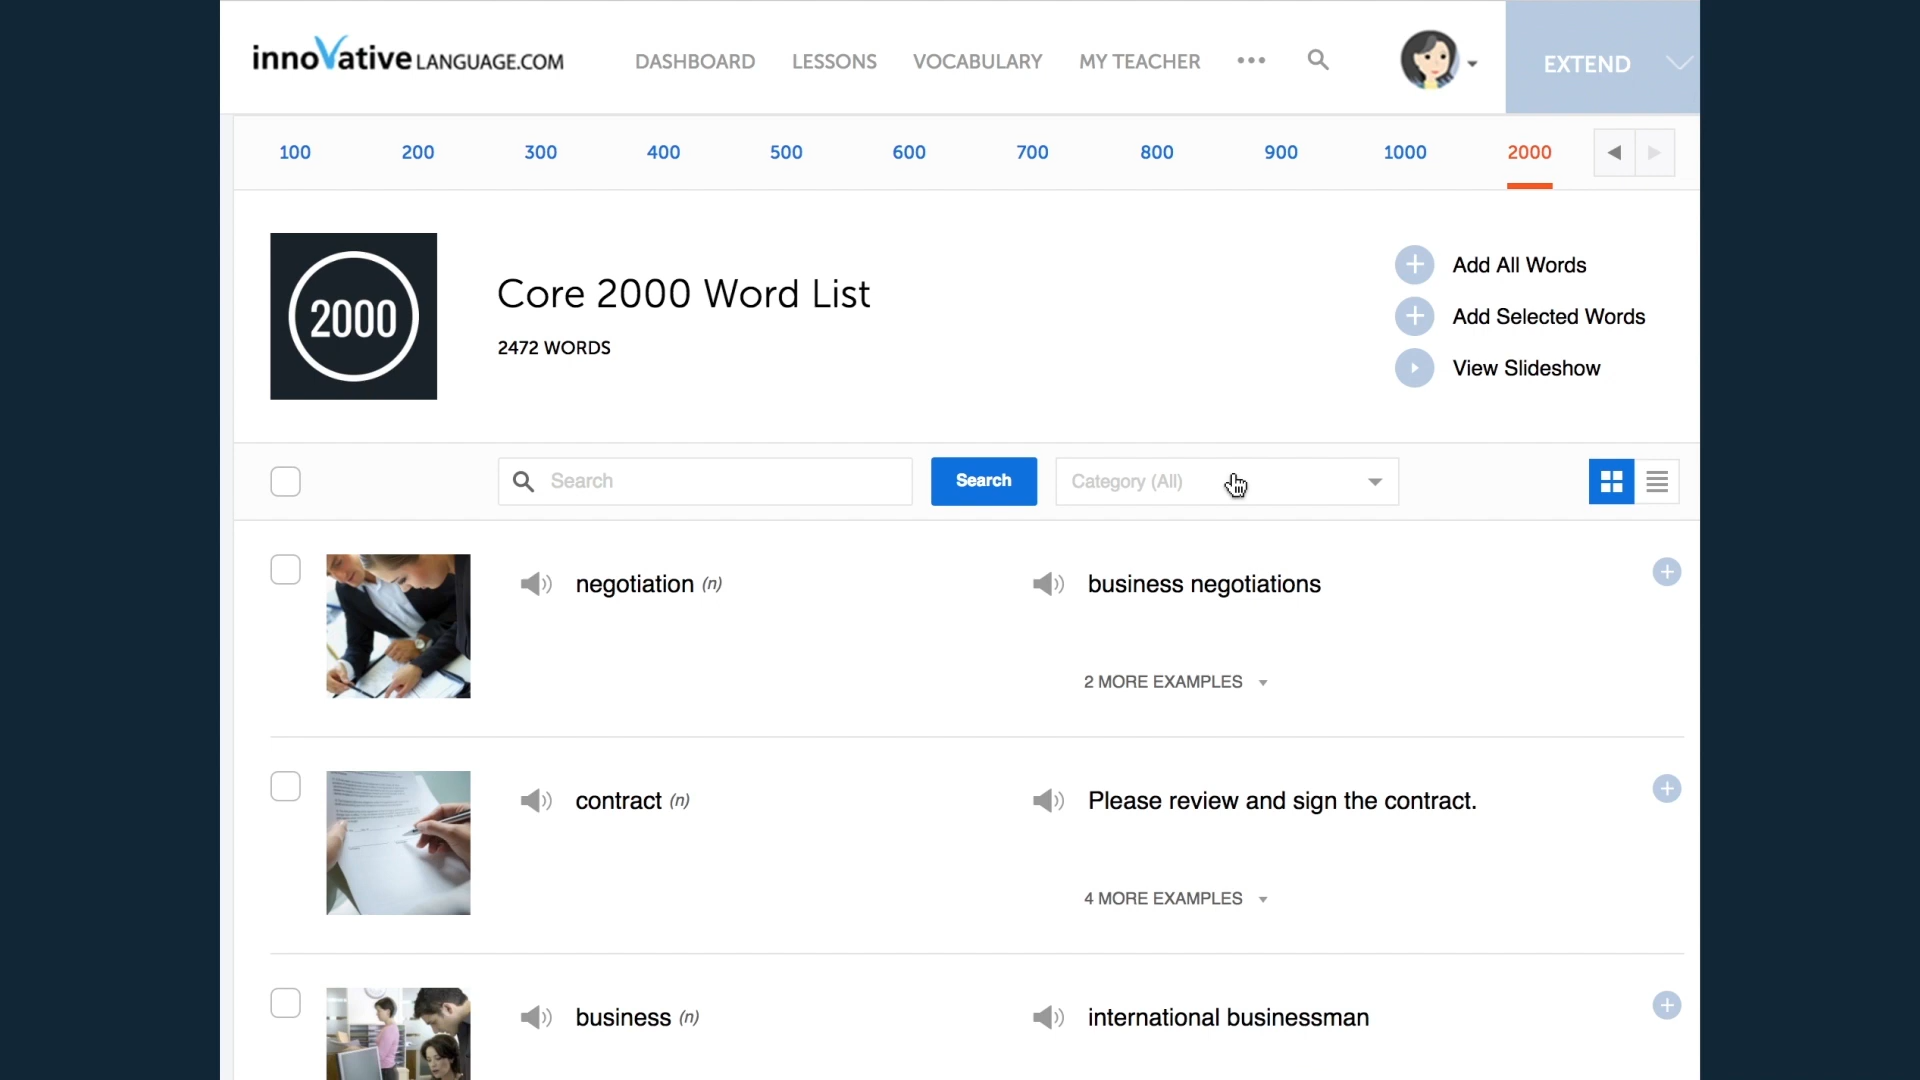 innoVative LANGUAGE.COM DASHBOARD LESSONS VOCABULARY MY TEACHER ••• EXTEND
100 200 300 400 500 600 700 800 900 1000 2000
2000
Core 2000 Word List
2472 WORDS
Add All Words
Add Selected Words
View Slideshow
Search Search Category (All)
negotiation (n) business negotiations
2 MORE EXAMPLES
contract (n) Please review and sign the contract.
4 MORE EXAMPLES
business (n) international businessman